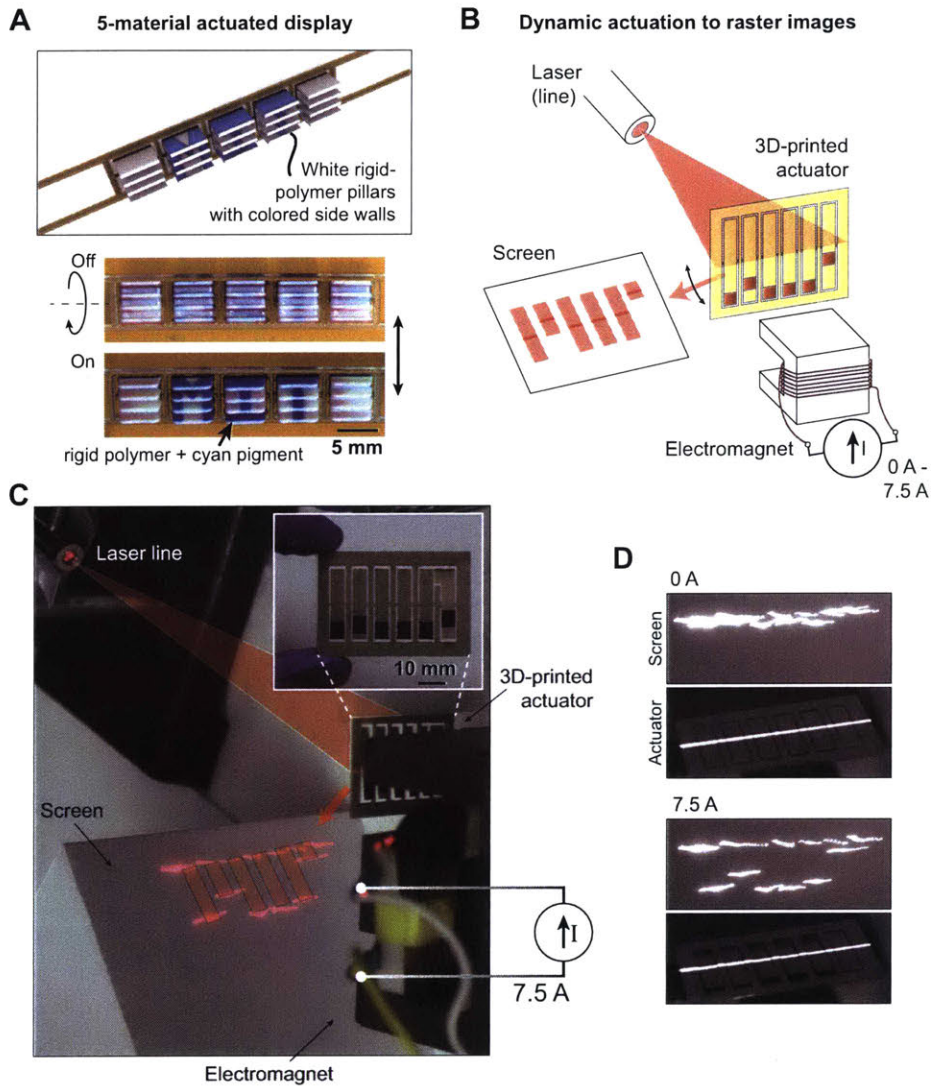 A
5-material actuated display
White rigid-
polymer pillars
with colored side walls
Off
On
rigid polymer + cyan pigment
5 mm
B
Dynamic actuation to raster images
Laser
(line)
3D-printed
actuator
Screen
Electromagnet
I
0 A -
7.5 A
C
Laser line
10 mm
3D-printed
actuator
Screen
I
7.5 A
Electromagnet
D
0 A
Screen
Actuator
7.5 A